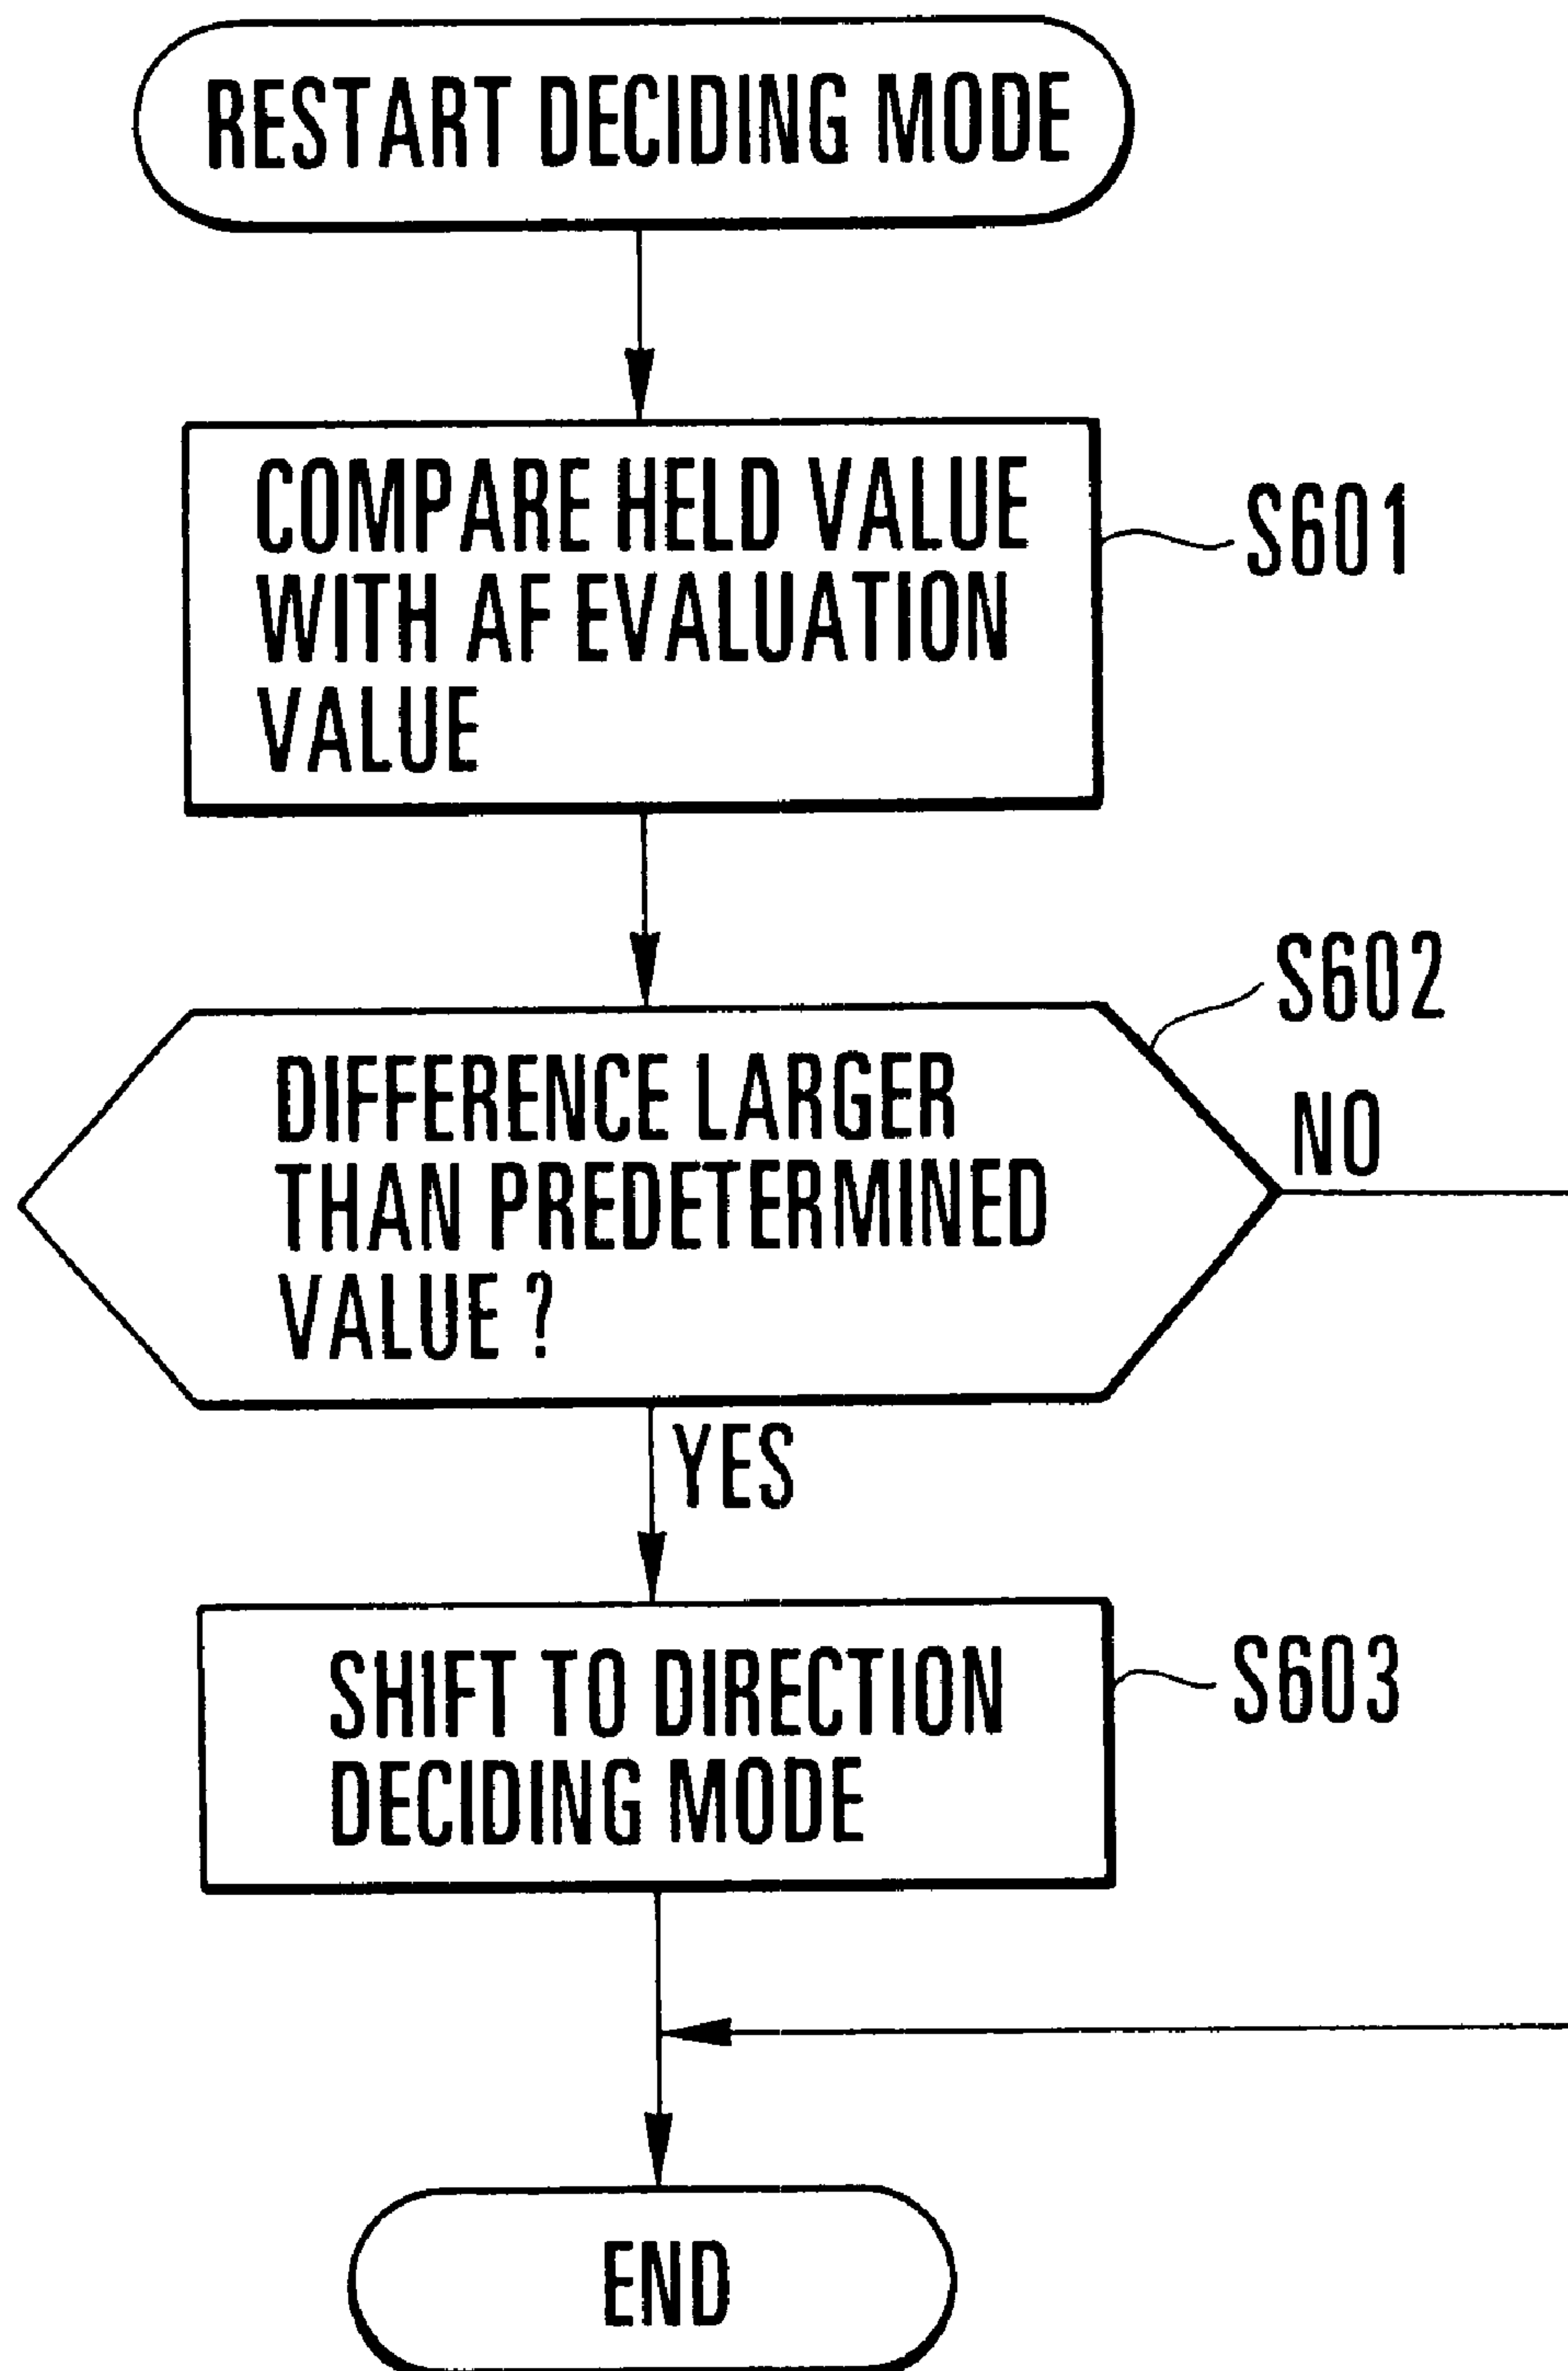 RESTART DECIDING MODE
COMPARE HELD VALUE
WITH AF EVALUATION
VALUE
S601
S602
DIFFERENCE LARGER
THAN PREDETERMINED
VALUE ?
NO
YES
SHIFT TO DIRECTION
DECIDING MODE
S603
END